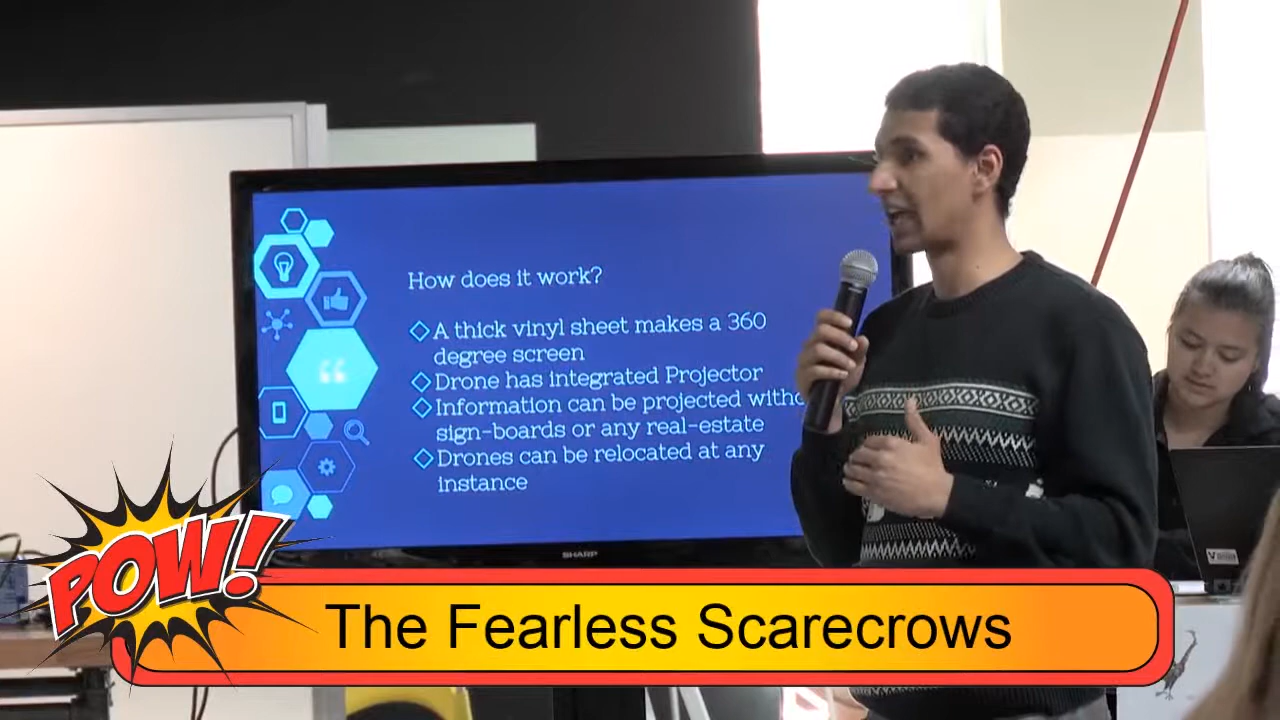 How does it work?
A thick vinyl sheet makes a 360
degree screen
Drone has integrated Projector
Information can be projected witho
sign-boards or any real-estate
Drones can be relocated at any
instance
SHARP
POW!
The Fearless Scarecrows